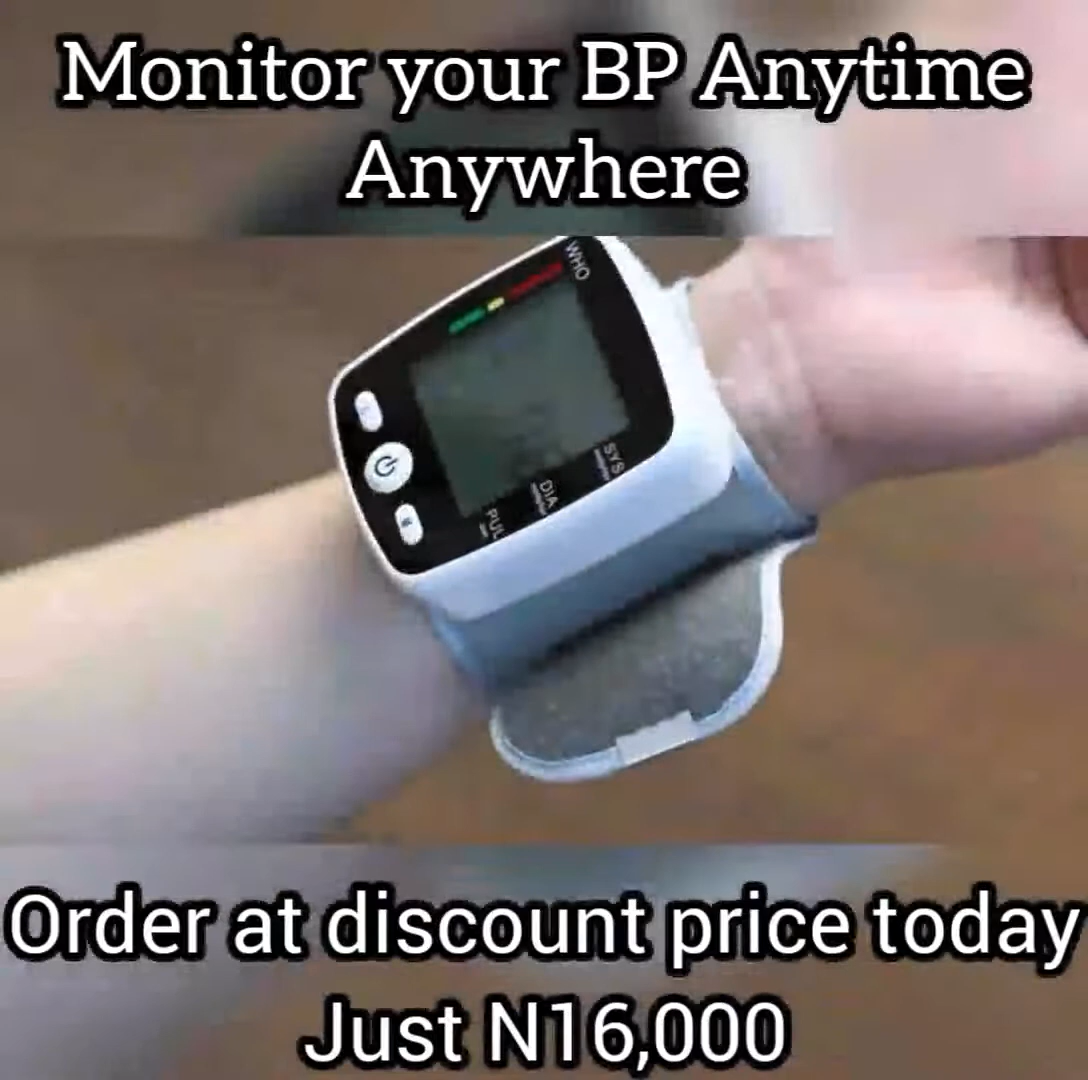 Monitor your BP Anytime
Anywhere
WHO
SYS
DIA
PUL
Order at discount price today
Just N16,000